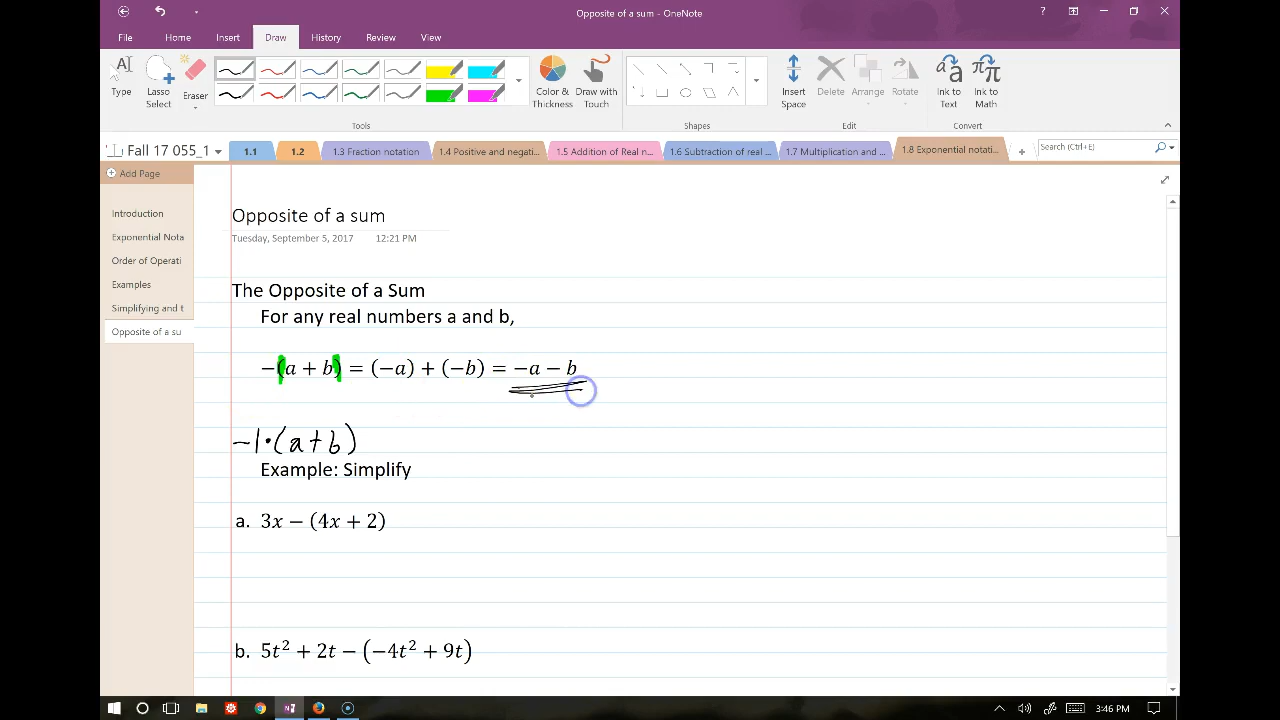 Opposite of a sum - OneNote
File Home Insert Draw History Review View
Type
Lasso Select
Eraser
Color & Thickness
Draw with Touch
Insert Space
Delete
Arrange
Rotate
Ink to Text
Ink to Math
Tools Shapes Edit Convert
Fall 17 055_1 1.1 1.2 1.3 Fraction notation 1.4 Positive and negati... 1.5 Addition of Real n... 1.6 Subtraction of real ... 1.7 Multiplication and ... 1.8 Exponential notati... Search (Ctrl+E)
Add Page
Introduction
Exponential Nota
Order of Operati
Examples
Simplifying and t
Opposite of a su
Opposite of a sum
Tuesday, September 5, 2017 12:21 PM
The Opposite of a Sum
For any real numbers a and b,
−(a + b) = (−a) + (−b) = −a − b
−1•(a+b)
Example: Simplify
a. 3x − (4x + 2)
b. 5t² + 2t − (−4t² + 9t)
3:46 PM